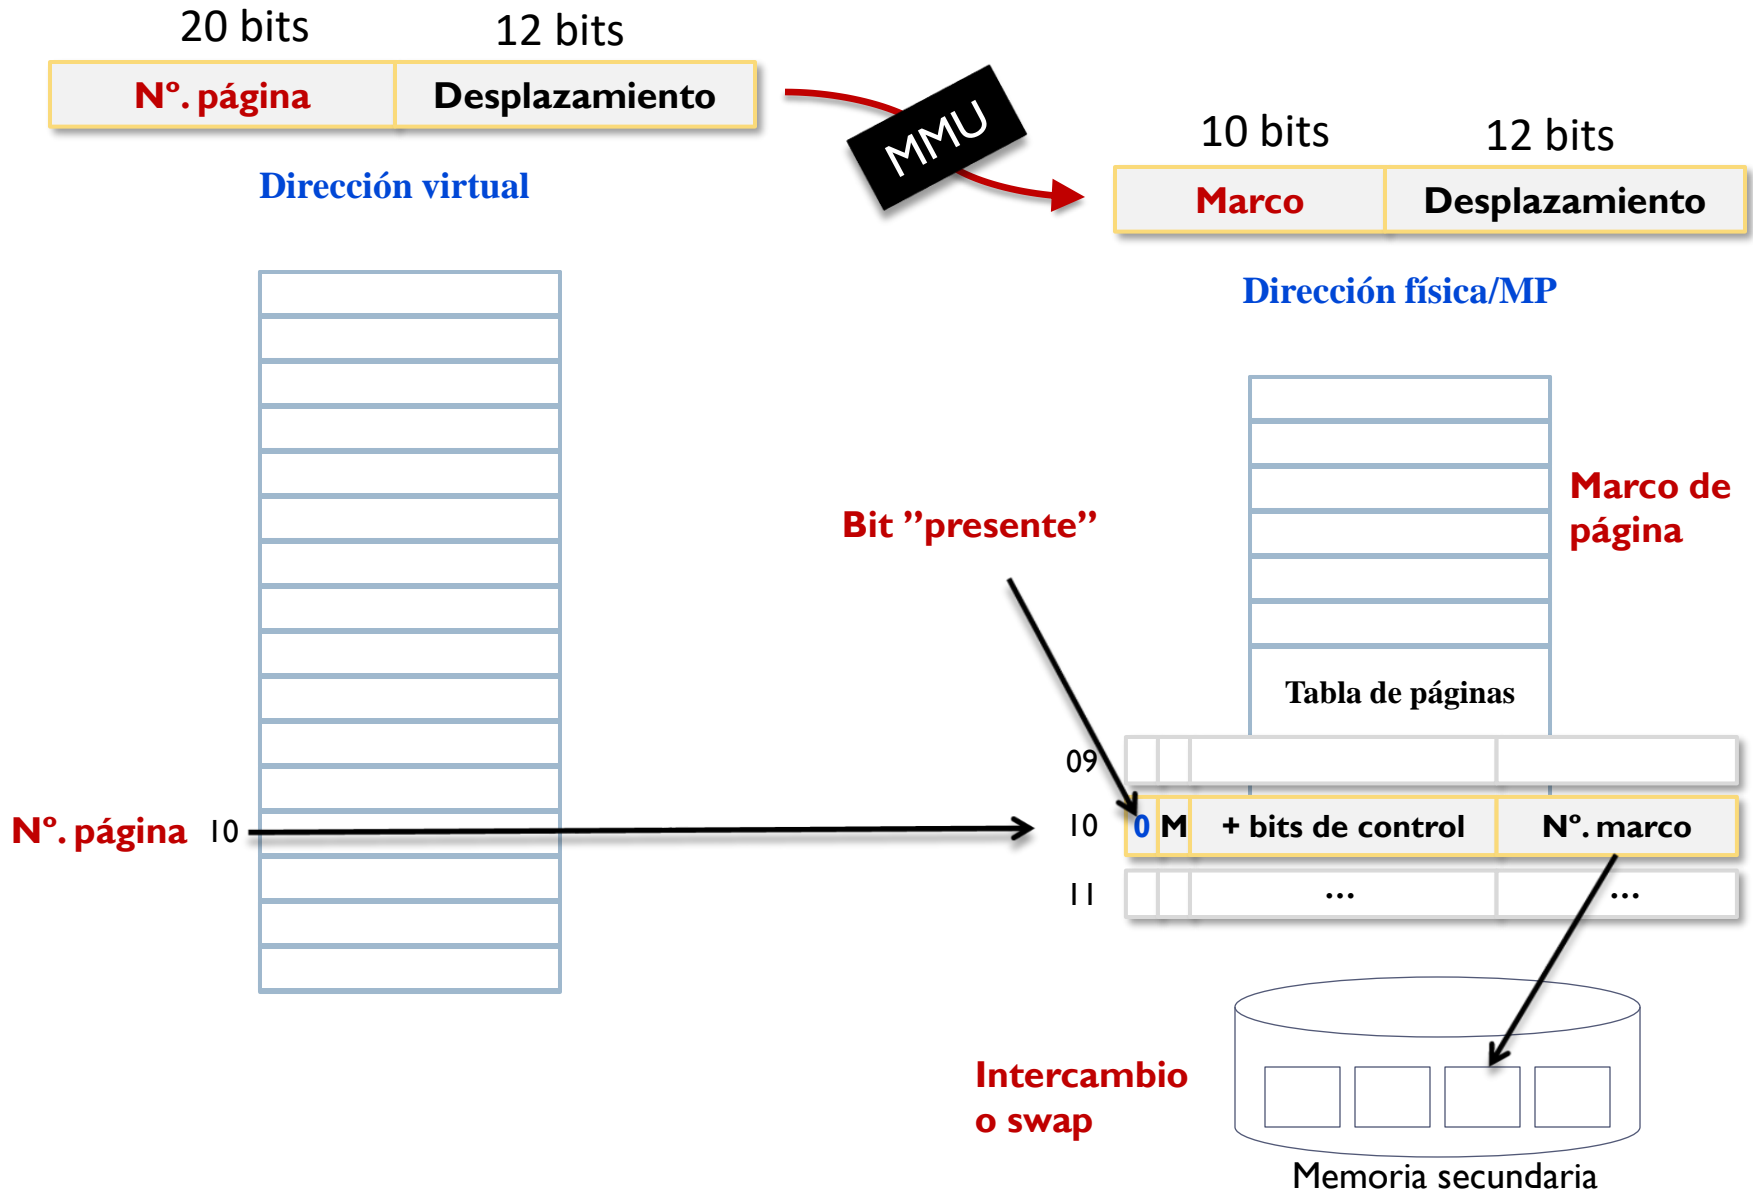 20 bits
12 bits
Nº. página
Desplazamiento
MMU
Dirección virtual
10 bits
12 bits
Marco
Desplazamiento
Dirección física/MP
Marco de
página
Bit ”presente”
Tabla de páginas
09
Nº. página 10
10 0 M + bits de control Nº. marco
11 ... ...
Intercambio
o swap
Memoria secundaria